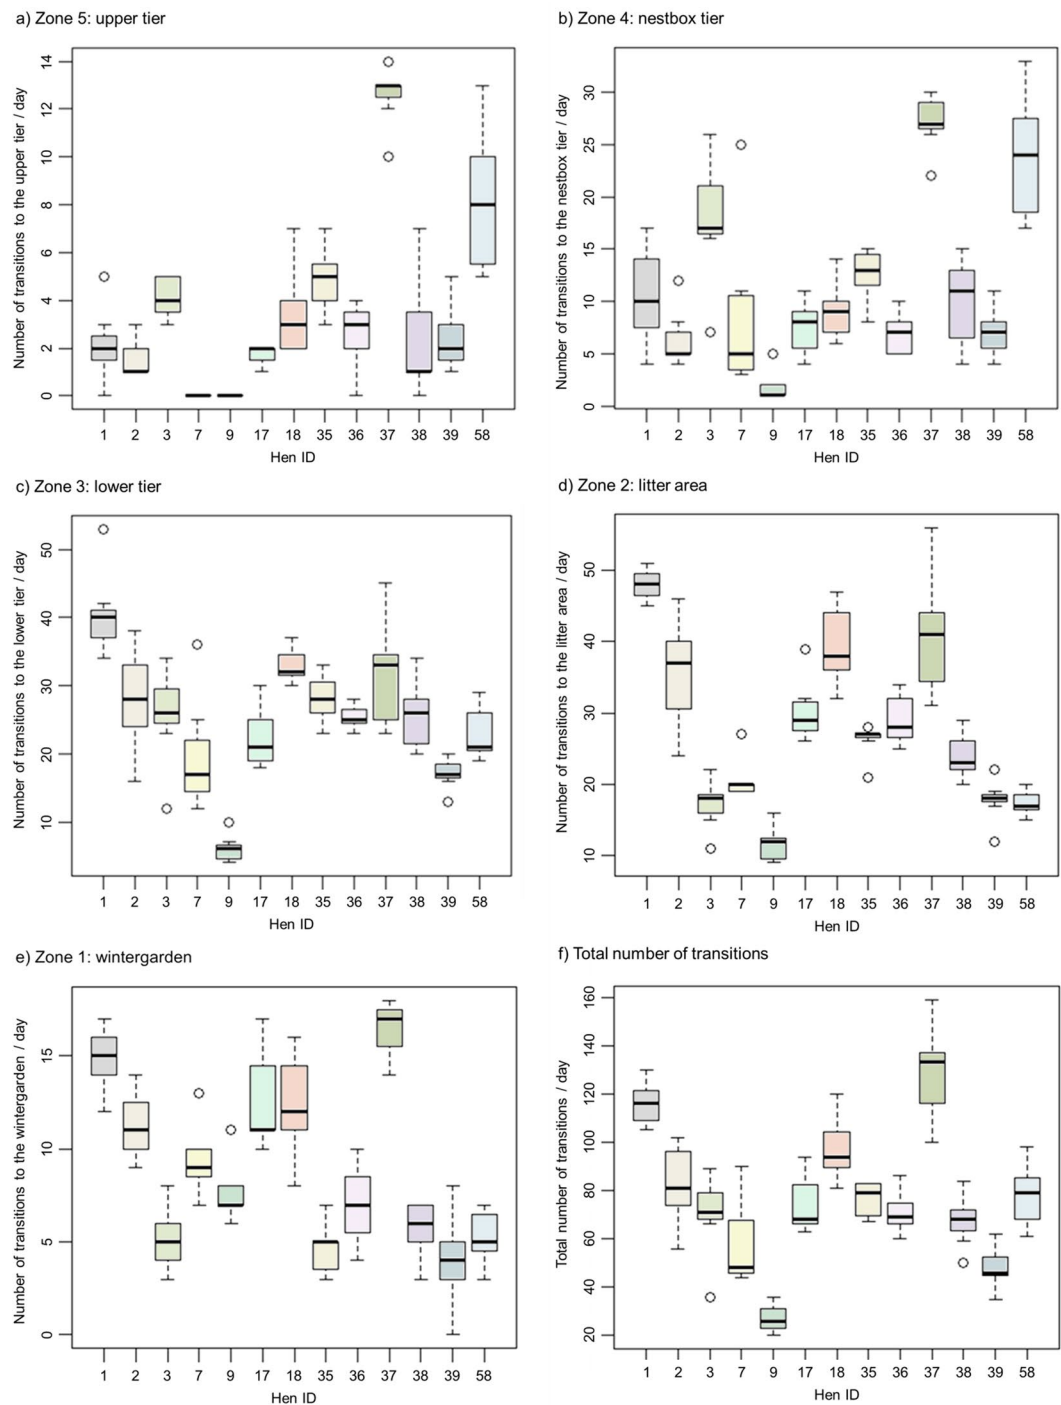 a) Zone 5: upper tier
Number of transitions to the upper tier / day
14
12
10
8
6
4
2
0
1 2 3 7 9 17 18 35 36 37 38 39 58
Hen ID
b) Zone 4: nestbox tier
Number of transitions to the nestbox tier / day
30
25
20
15
10
5
0
1 2 3 7 9 17 18 35 36 37 38 39 58
Hen ID
c) Zone 3: lower tier
Number of transitions to the lower tier / day
50
40
30
20
10
1 2 3 7 9 17 18 35 36 37 38 39 58
Hen ID
d) Zone 2: litter area
Number of transitions to the litter area / day
50
40
30
20
10
1 2 3 7 9 17 18 35 36 37 38 39 58
Hen ID
e) Zone 1: wintergarden
Number of transitions to the wintergarden / day
15
10
5
0
1 2 3 7 9 17 18 35 36 37 38 39 58
Hen ID
f) Total number of transitions
Total number of transitions / day
160
140
120
100
80
60
40
20
1 2 3 7 9 17 18 35 36 37 38 39 58
Hen ID